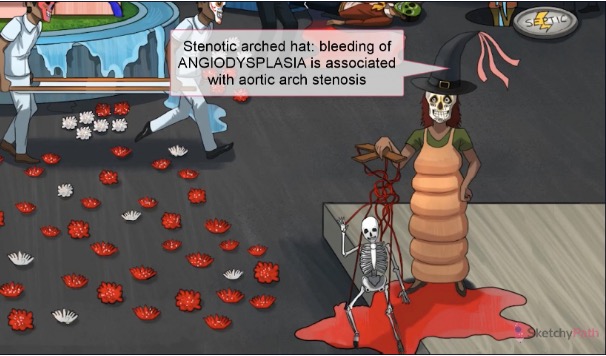 SEPTIC
Stenotic arched hat: bleeding of
ANGIODYSPLASIA is associated
with aortic arch stenosis
SketchyPath